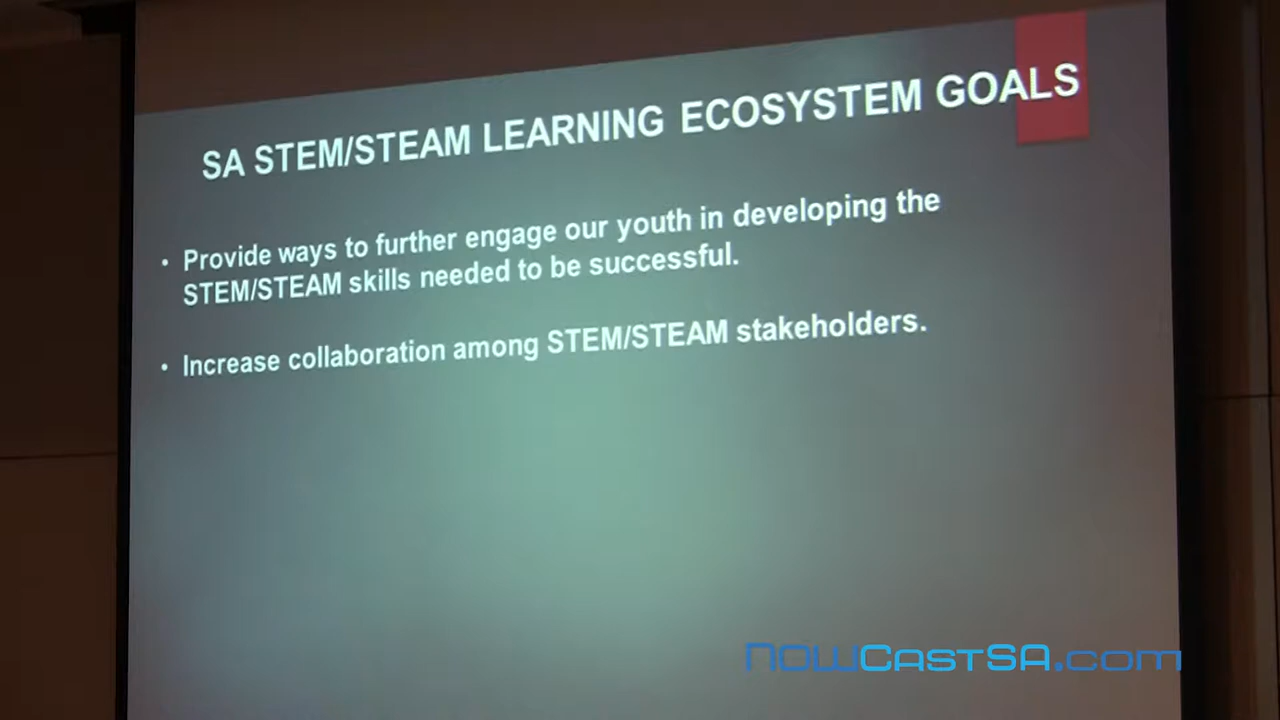 SA STEM/STEAM LEARNING ECOSYSTEM GOALS
• Provide ways to further engage our youth in developing the
STEM/STEAM skills needed to be successful.
• Increase collaboration among STEM/STEAM stakeholders.
NOWCastSA.com